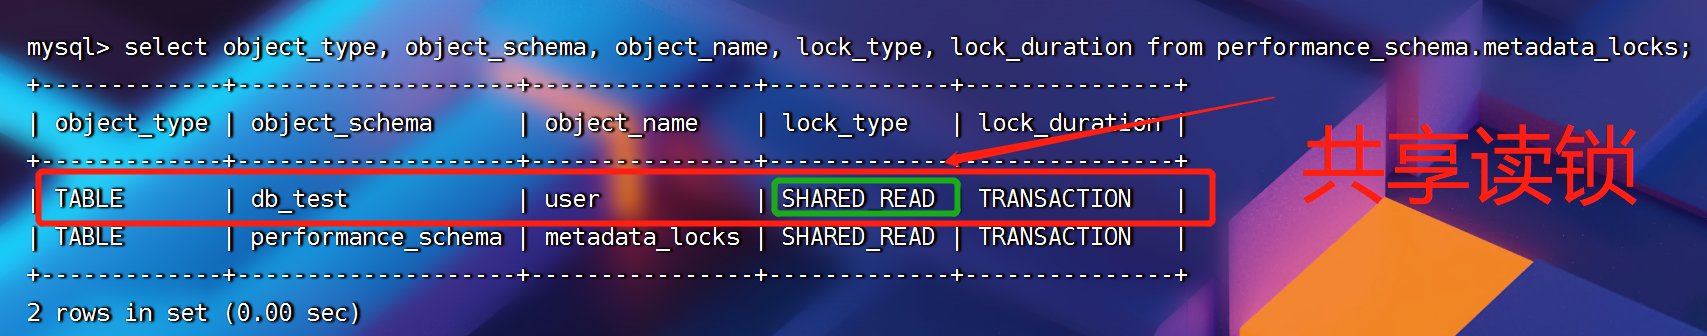 mysql> select object_type, object_schema, object_name, lock_type, lock_duration from performance_schema.metadata_locks;
+-------------+--------------------+----------------+-------------+---------------+
| object_type | object_schema      | object_name    | lock_type   | lock_duration |
+-------------+--------------------+----------------+-------------+---------------+
| TABLE       | db_test            | user           | SHARED_READ | TRANSACTION   |
| TABLE       | performance_schema | metadata_locks | SHARED_READ | TRANSACTION   |
+-------------+--------------------+----------------+-------------+---------------+
2 rows in set (0.00 sec)
共享读锁